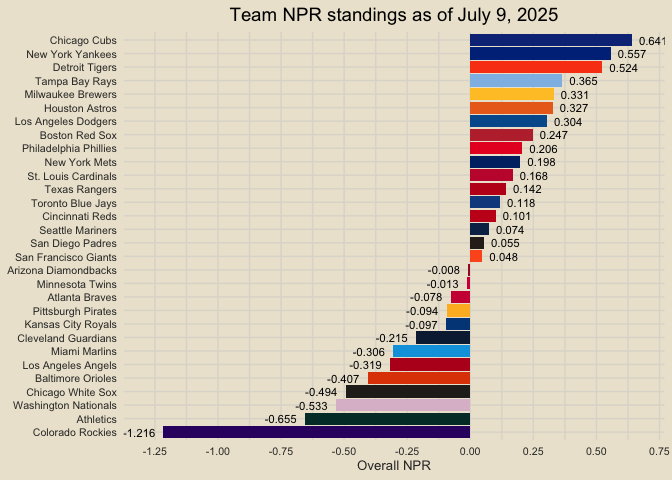 Team NPR standings as of July 9, 2025
Chicago Cubs 0.641
New York Yankees 0.557
Detroit Tigers 0.524
Tampa Bay Rays 0.365
Milwaukee Brewers 0.331
Houston Astros 0.327
Los Angeles Dodgers 0.304
Boston Red Sox 0.247
Philadelphia Phillies 0.206
New York Mets 0.198
St. Louis Cardinals 0.168
Texas Rangers 0.142
Toronto Blue Jays 0.118
Cincinnati Reds 0.101
Seattle Mariners 0.074
San Diego Padres 0.055
San Francisco Giants 0.048
Arizona Diamondbacks -0.008
Minnesota Twins -0.013
Atlanta Braves -0.078
Pittsburgh Pirates -0.094
Kansas City Royals -0.097
Cleveland Guardians -0.215
Miami Marlins -0.306
Los Angeles Angels -0.319
Baltimore Orioles -0.407
Chicago White Sox -0.494
Washington Nationals -0.533
Athletics -0.655
Colorado Rockies -1.216
-1.25 -1.00 -0.75 -0.50 -0.25 0.00 0.25 0.50 0.75
Overall NPR